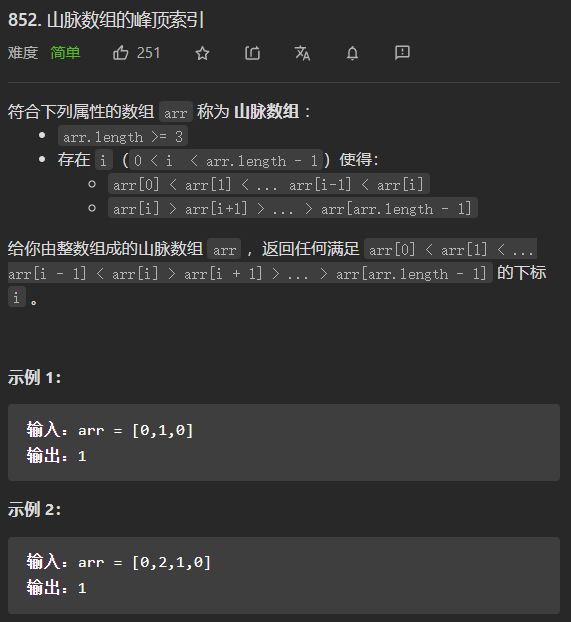 852. 山脉数组的峰顶索引
难度 简单 251
符合下列属性的数组 arr 称为 山脉数组 ：
• arr.length >= 3
• 存在 i （ 0 < i < arr.length - 1 ）使得：
○ arr[0] < arr[1] < ... arr[i-1] < arr[i]
○ arr[i] > arr[i+1] > ... > arr[arr.length - 1]
给你由整数组成的山脉数组 arr ，返回任何满足 arr[0] < arr[1] < ...
arr[i - 1] < arr[i] > arr[i + 1] > ... > arr[arr.length - 1] 的下标
i 。
示例 1：
输入：arr = [0,1,0]
输出：1
示例 2：
输入：arr = [0,2,1,0]
输出：1